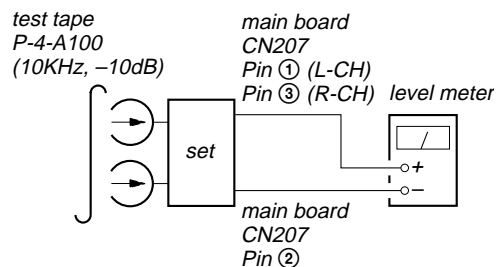 test tape
P-4-A100
(10KHz, –10dB)
main board
CN207
Pin ① (L-CH)
Pin ③ (R-CH)
level meter
set
+
–
main board
CN207
Pin ②